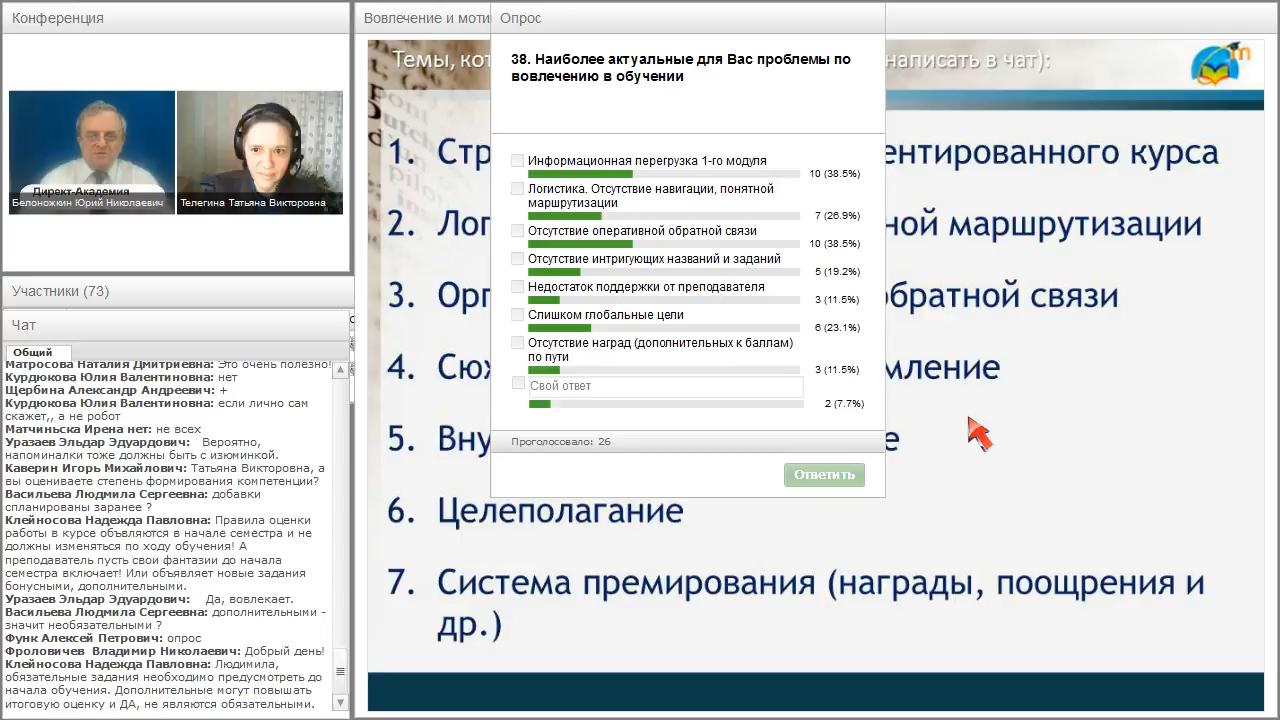 Конференция
Директ-Академия
Белоножкин Юрий Николаевич
Телегина Татьяна Викторовна
Участники (73)
Чат
Общий
Матросова Наталия Дмитриевна: Это очень полезно!
Курдюкова Юлия Валентиновна: нет
Щербина Александр Андреевич: +
Курдюкова Юлия Валентиновна: если лично сам
скажет,, а не робот
Матчиньска Ирена нет: не всех
Уразаев Эльдар Эдуардович: Вероятно,
напоминалки тоже должны быть с изюминкой.
Каверин Игорь Михайлович: Татьяна Викторовна, а
вы оцениваете уровень формирования компотенции?
Васильева Людмила Сергеевна: добавки
спланированы заранее ?
Клейносова Надежда Павловна: Правила оценки
работы в курсе объявляются в начале семестра и не
должны изменяться по ходу обучения! А
преподаватель пусть свои фантазии до начала
семестра включает! Или объявляет новые задания
бонусными, дополнительными.
Уразаев Эльдар Эдуардович: Да, вовлекает.
Васильева Людмила Сергеевна: дополнительными -
значит необязательными ?
Функ Алексей Петрович: опрос
Фроловичев Владимир Николаевич: Добрый день!
Клейносова Надежда Павловна: Людмила,
обязательные задания необходимо предусмотреть до
начала обучения. Дополнительные могут повышать
итоговую оценку и ДА, не являются обязательными.
Вовлечение и моти
Темы, кот
написать в чат):
1. Стр
ентированного курса
2. Лог
ной маршрутизации
3. Орг
обратной связи
4. Сюж
мление
5. Вну
е
6. Целеполагание
7. Система премирования (награды, поощрения и
др.)
Опрос
38. Наиболее актуальные для Вас проблемы по
вовлечению в обучении
Информационная перегрузка 1-го модуля
10 (38.5%)
Логистика. Отсутствие навигации, понятной
маршрутизации
7 (26.9%)
Отсутствие оперативной обратной связи
10 (38.5%)
Отсутствие интригующих названий и заданий
5 (19.2%)
Недостаток поддержки от преподавателя
3 (11.5%)
Слишком глобальные цели
6 (23.1%)
Отсутствие наград (дополнительных к баллам)
по пути
3 (11.5%)
Свой ответ
2 (7.7%)
Проголосовало: 26
Ответить